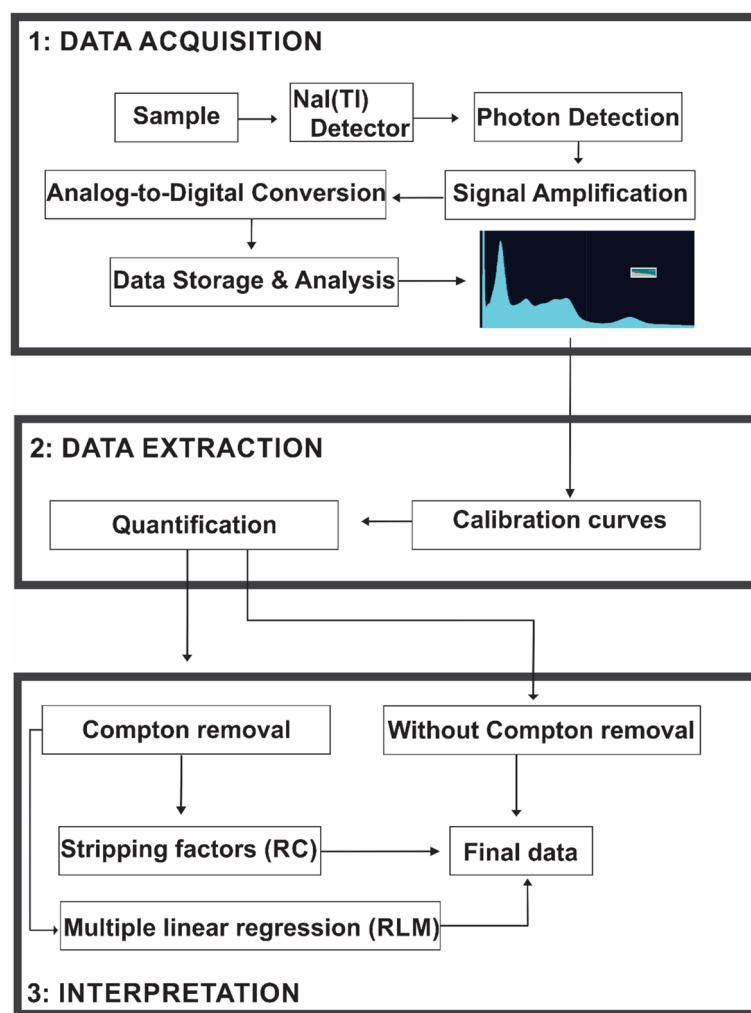 1: DATA ACQUISITION
Sample
NaI(Tl)
Detector
Photon Detection
Analog-to-Digital Conversion
Signal Amplification
Data Storage & Analysis
2: DATA EXTRACTION
Quantification
Calibration curves
Compton removal
Without Compton removal
Stripping factors (RC)
Final data
Multiple linear regression (RLM)
3: INTERPRETATION